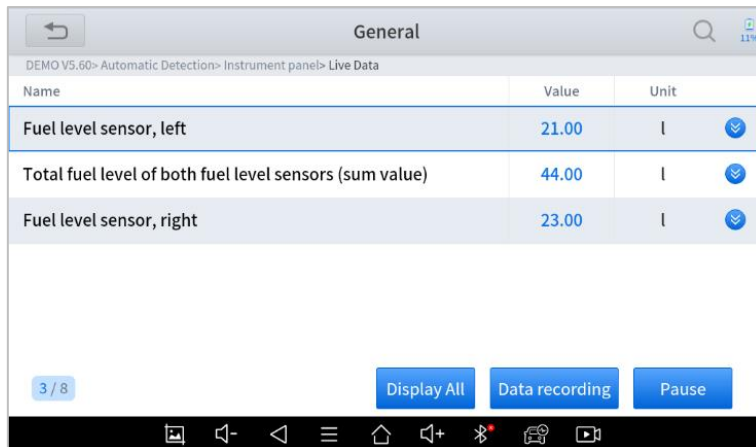 General
11%
DEMO V5.60> Automatic Detection> Instrument panel> Live Data
Name Value Unit
Fuel level sensor, left 21.00 l
Total fuel level of both fuel level sensors (sum value) 44.00 l
Fuel level sensor, right 23.00 l
3 / 8 Display All Data recording Pause